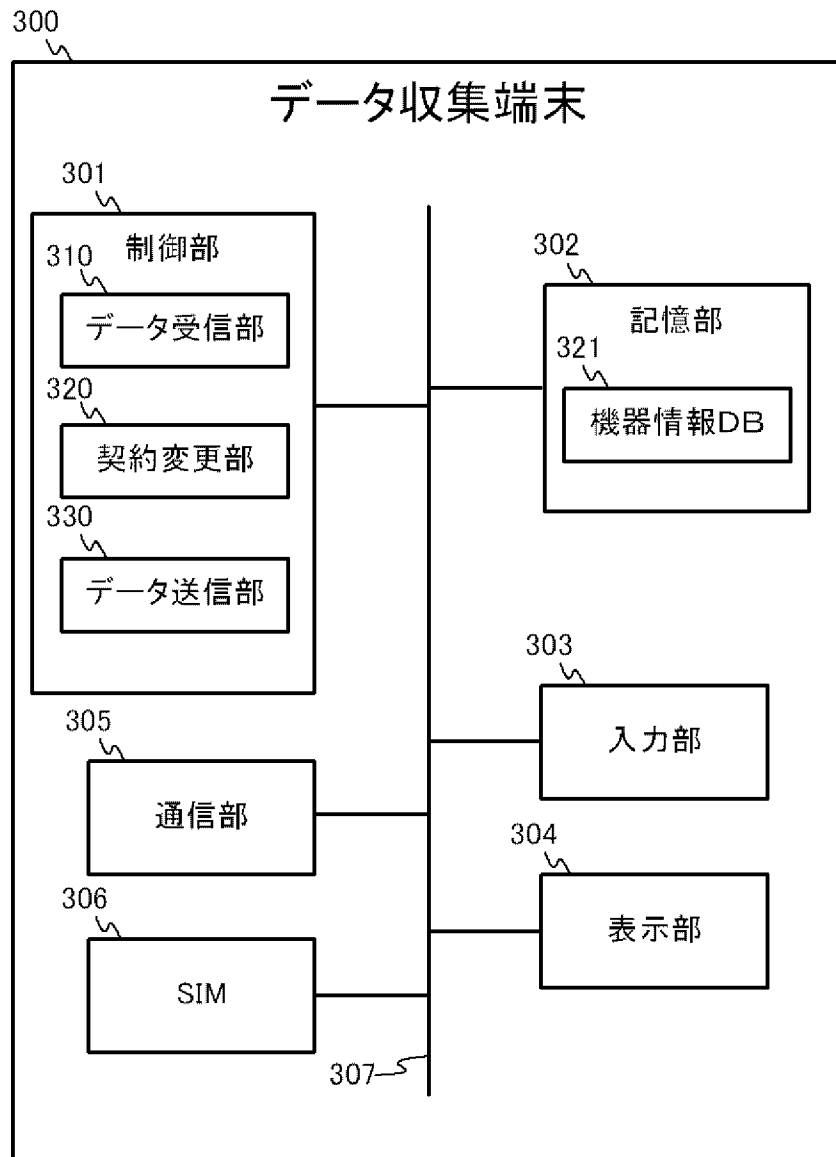 300
データ収集端末
301
制御部
310
データ受信部
320
契約変更部
330
データ送信部
302
記憶部
321
機器情報DB
303
入力部
305
通信部
304
表示部
306
SIM
307